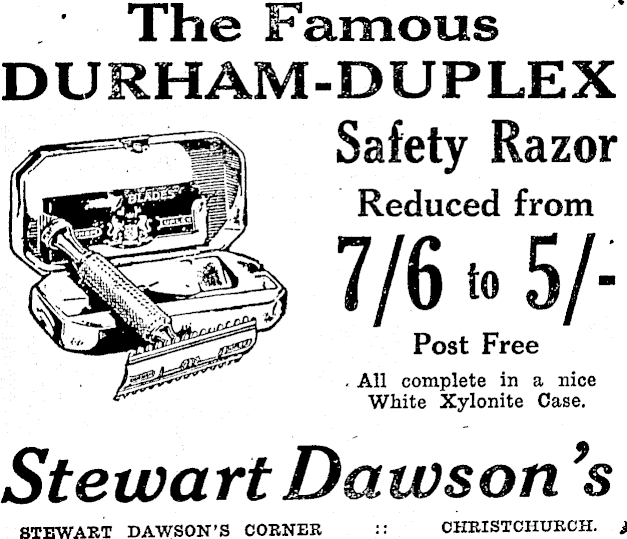 The Famous
DURHAM-DUPLEX
Safety Razor
Reduced from
7/6 to 5/-
Post Free
All complete in a nice
White Xylonite Case.
BLADES
Stewart Dawson's
STEWART DAWSON'S CORNER :: CHRISTCHURCH.